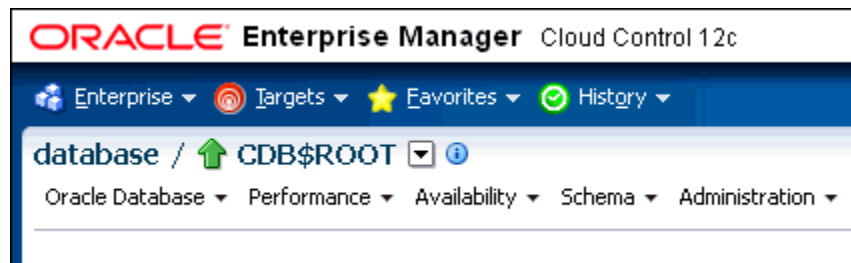 ORACLE Enterprise Manager Cloud Control 12c
Enterprise Targets Favorites History
database / CDB$ROOT
Oracle Database Performance Availability Schema Administration